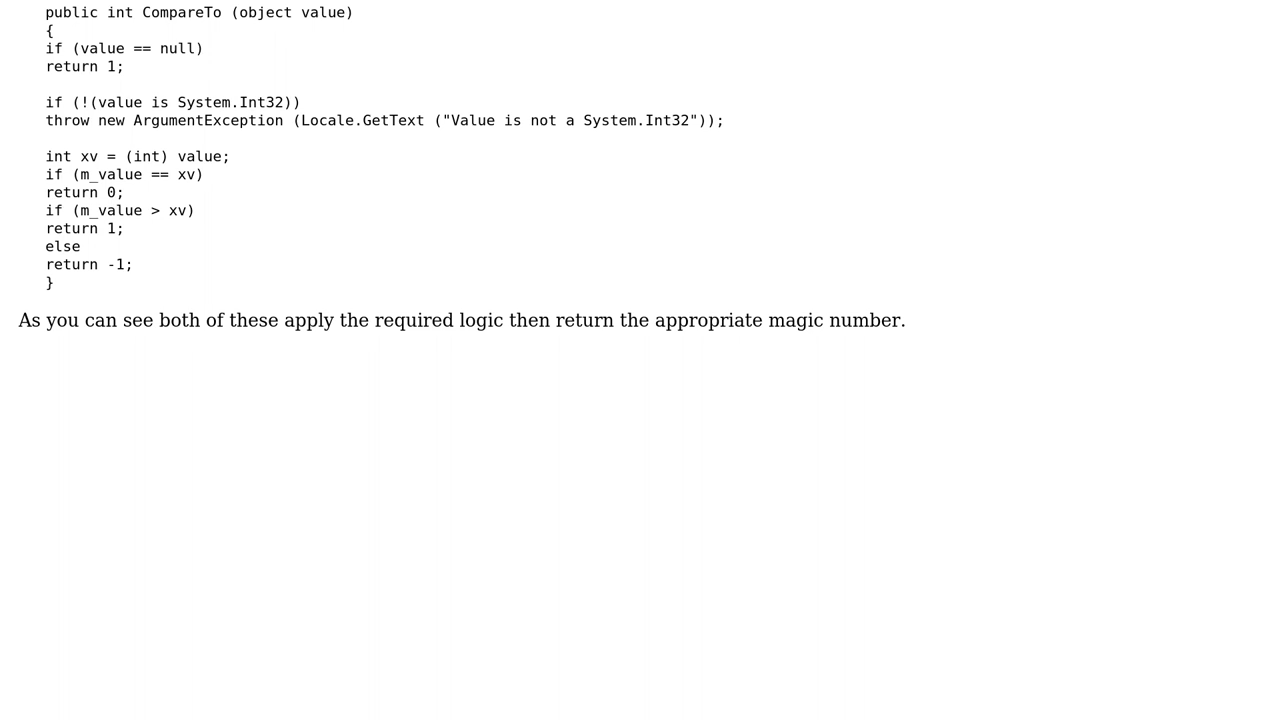 public int CompareTo (object value)
{
if (value == null)
return 1;

if (!(value is System.Int32))
throw new ArgumentException (Locale.GetText ("Value is not a System.Int32"));

int xv = (int) value;
if (m_value == xv)
return 0;
if (m_value > xv)
return 1;
else
return -1;
}
As you can see both of these apply the required logic then return the appropriate magic number.